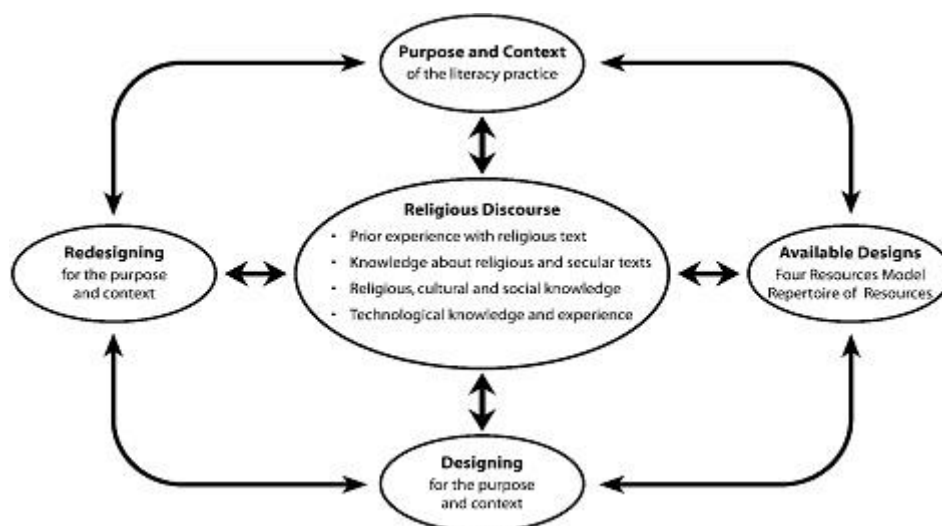 Purpose and Context
of the literacy practice
Religious Discourse
• Prior experience with religious text
• Knowledge about religious and secular texts
• Religious, cultural and social knowledge
• Technological knowledge and experience
Redesigning
for the purpose
and context
Available Designs
Four Resources Model
Repertoire of Resources
Designing
for the purpose
and context